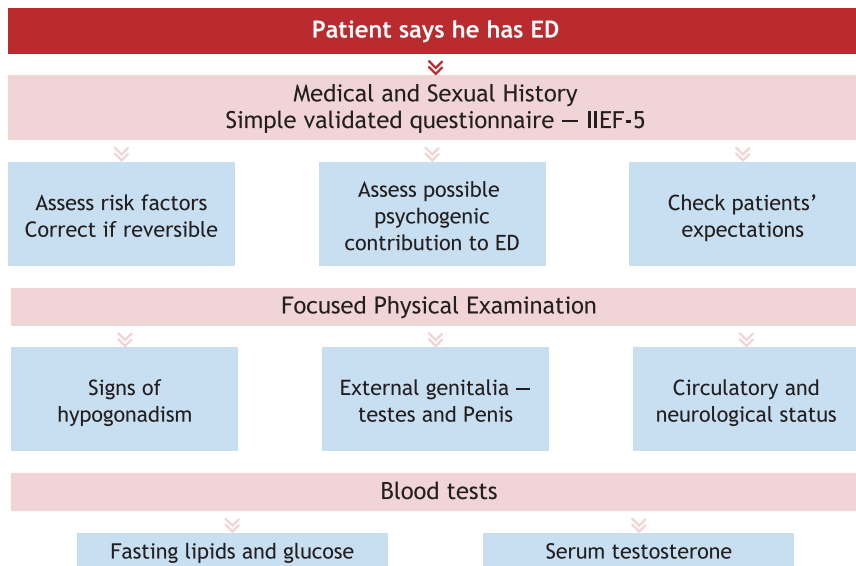 Patient says he has ED
Medical and Sexual History
Simple validated questionnaire — IIEF-5
Assess risk factors
Correct if reversible
Assess possible
psychogenic
contribution to ED
Check patients’
expectations
Focused Physical Examination
Signs of
hypogonadism
External genitalia —
testes and Penis
Circulatory and
neurological status
Blood tests
Fasting lipids and glucose
Serum testosterone